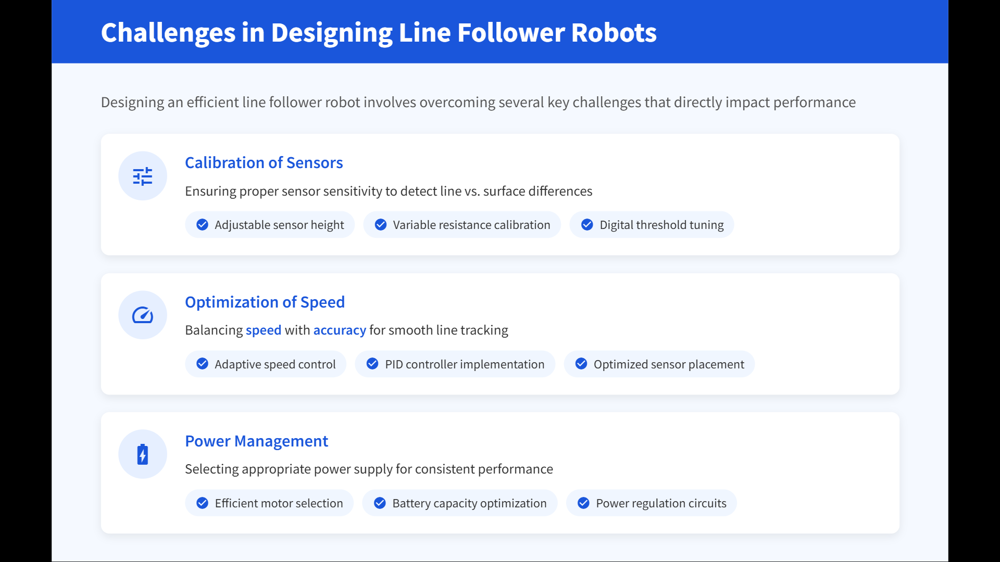 Challenges in Designing Line Follower Robots
Designing an efficient line follower robot involves overcoming several key challenges that directly impact performance
Calibration of Sensors
Ensuring proper sensor sensitivity to detect line vs. surface differences
Adjustable sensor height
Variable resistance calibration
Digital threshold tuning
Optimization of Speed
Balancing speed with accuracy for smooth line tracking
Adaptive speed control
PID controller implementation
Optimized sensor placement
Power Management
Selecting appropriate power supply for consistent performance
Efficient motor selection
Battery capacity optimization
Power regulation circuits